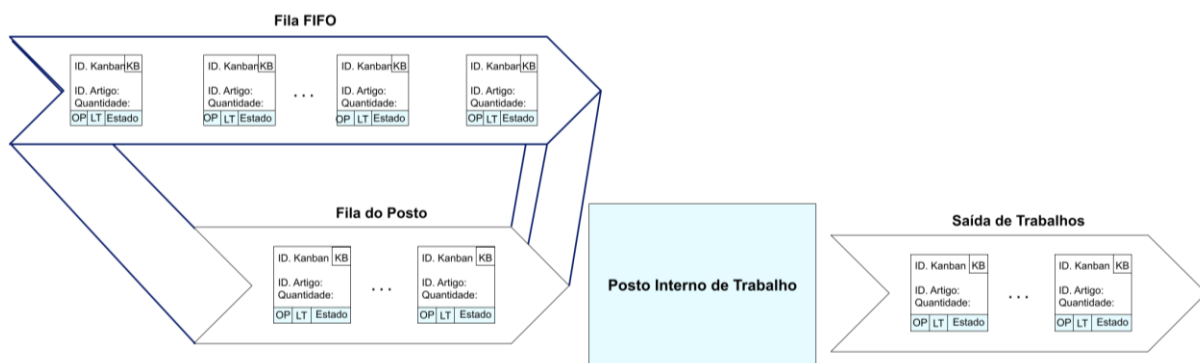 Fila FIFO
ID. Kanban KB
ID. Artigo:
Quantidade:
OP LT Estado
ID. Kanban KB
ID. Artigo:
Quantidade:
OP LT Estado
. . .
ID. Kanban KB
ID. Artigo:
Quantidade:
OP LT Estado
ID. Kanban KB
ID. Artigo:
Quantidade:
OP LT Estado
Fila do Posto
ID. Kanban KB
ID. Artigo:
Quantidade:
OP LT Estado
. . .
ID. Kanban KB
ID. Artigo:
Quantidade:
OP LT Estado
Posto Interno de Trabalho
Saída de Trabalhos
ID. Kanban KB
ID. Artigo:
Quantidade:
OP LT Estado
. . .
ID. Kanban KB
ID. Artigo:
Quantidade:
OP LT Estado